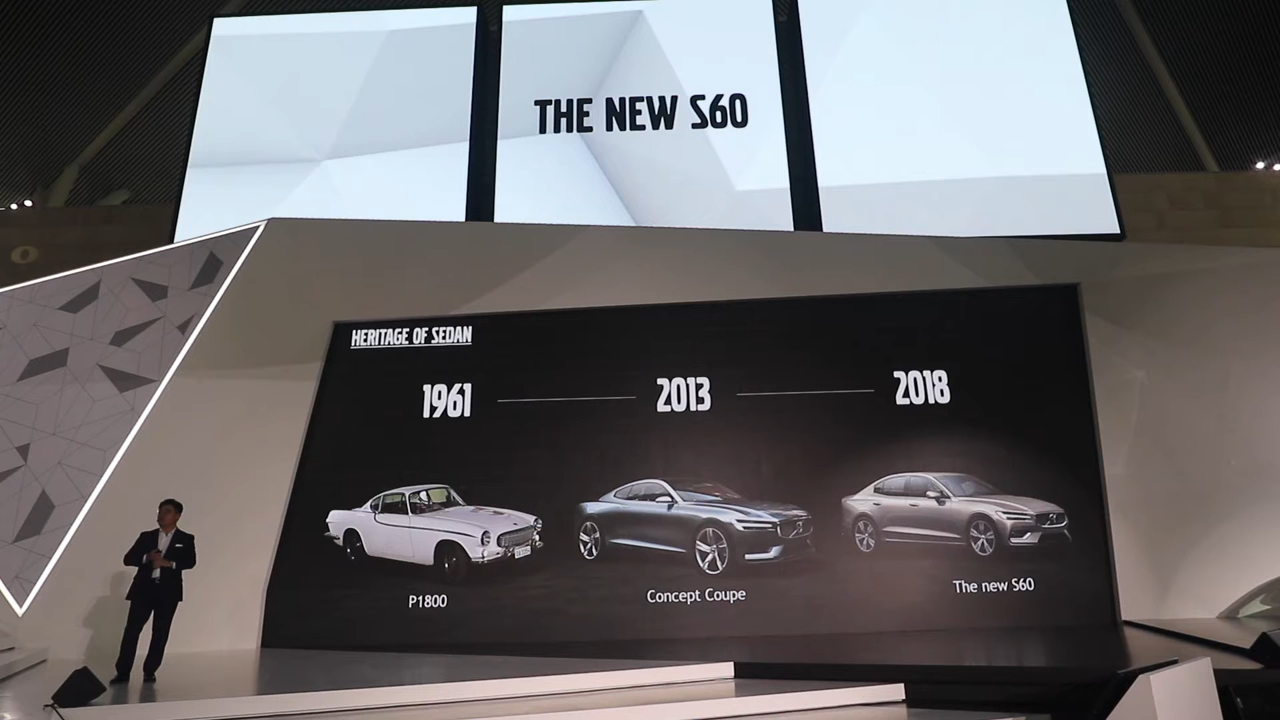 THE NEW S60
HERITAGE OF SEDAN
1961
2013
2018
P1800
Concept Coupe
The new S60